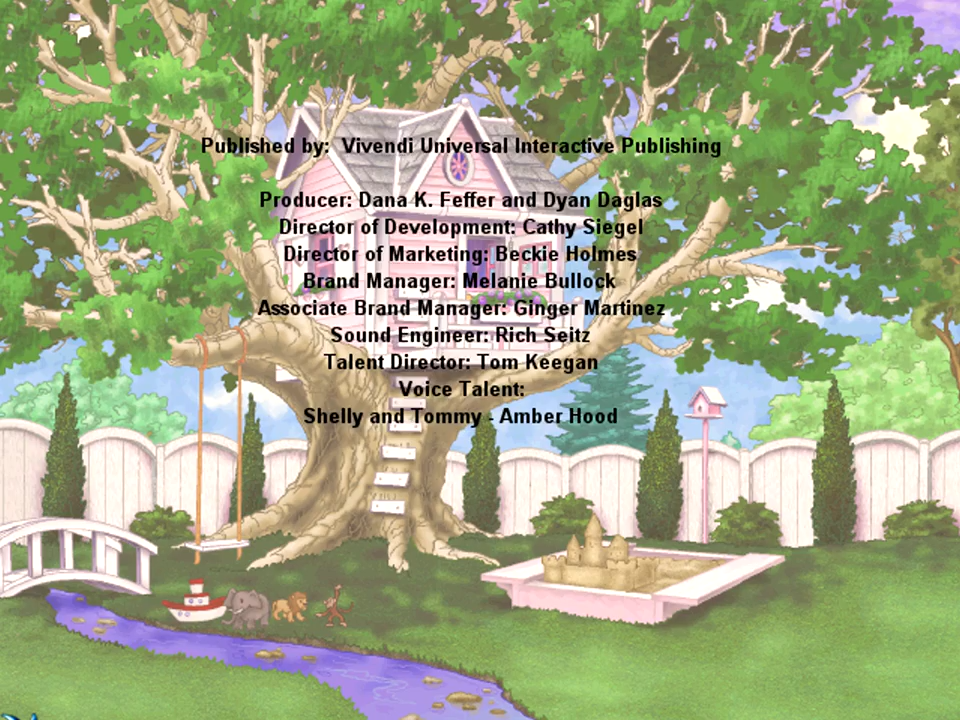 Published by:  Vivendi Universal Interactive Publishing
Producer: Dana K. Feffer and Dyan Daglas
Director of Development: Cathy Siegel
Director of Marketing: Beckie Holmes
Brand Manager: Melanie Bullock
Associate Brand Manager: Ginger Martinez
Sound Engineer: Rich Seitz
Talent Director: Tom Keegan
Voice Talent:
Shelly and Tommy - Amber Hood